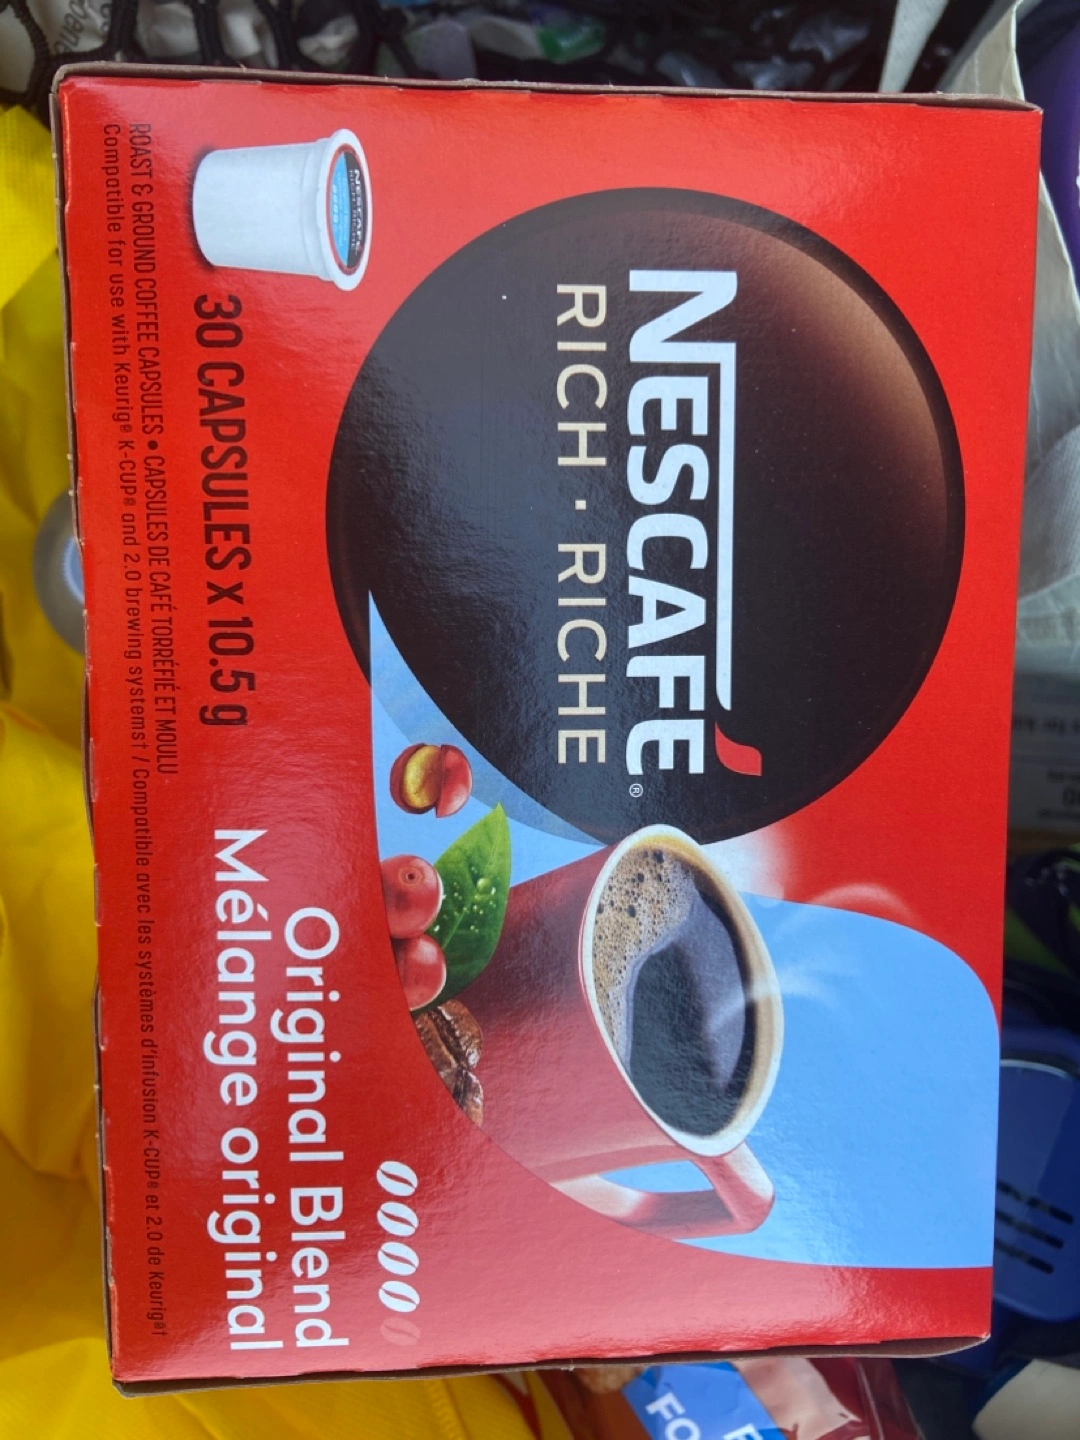 NESCAFÉ®
RICH · RICHE
NESCAFÉ
Original Blend
Mélange original
30 CAPSULES x 10.5 g
ROAST & GROUND COFFEE CAPSULES • CAPSULES DE CAFÉ TORRÉFIÉ ET MOULU
Compatible for use with Keurig® K-CUP® and 2.0 brewing systems† / Compatible avec les systèmes d'infusion K-CUP® et 2.0 de Keurig®†
FO